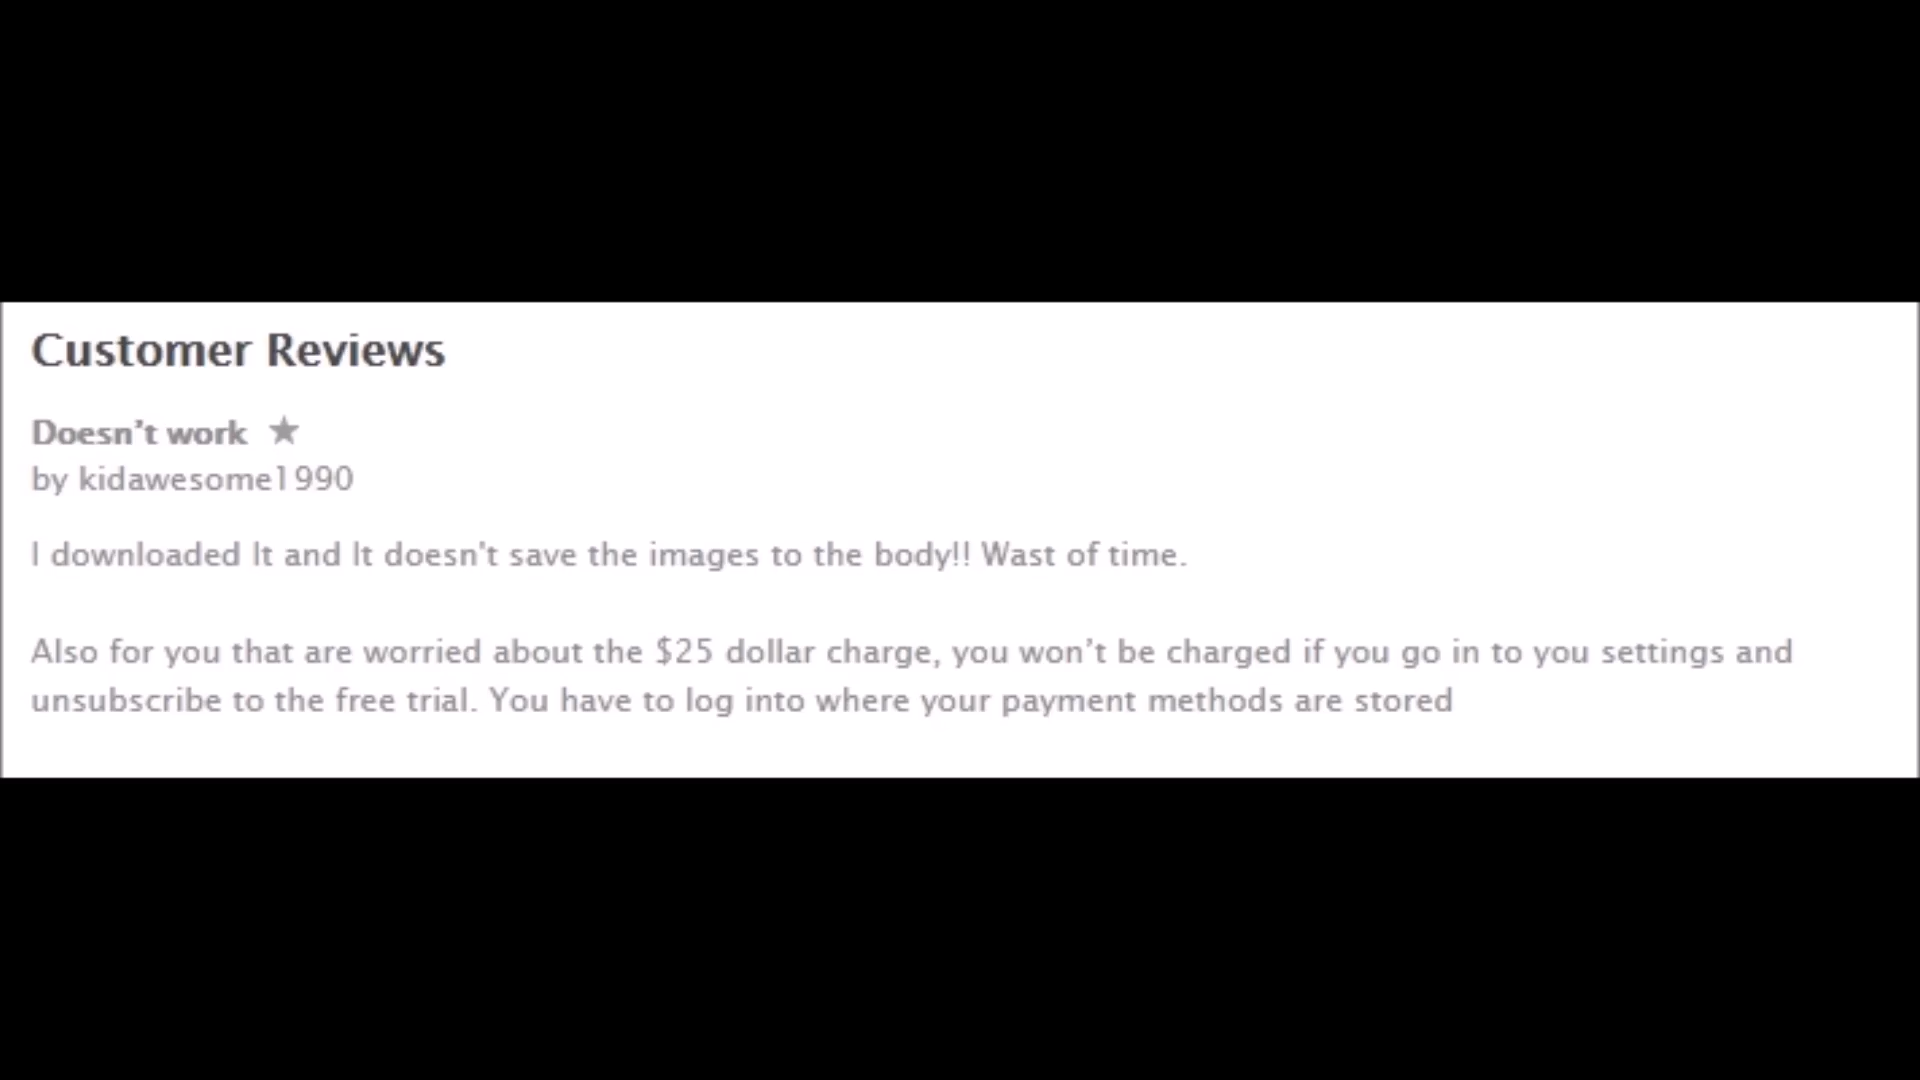 Customer Reviews
Doesn't work ★
by kidawesome1990
I downloaded It and It doesn't save the images to the body!! Wast of time.
Also for you that are worried about the $25 dollar charge, you won't be charged if you go in to you settings and
unsubscribe to the free trial. You have to log into where your payment methods are stored